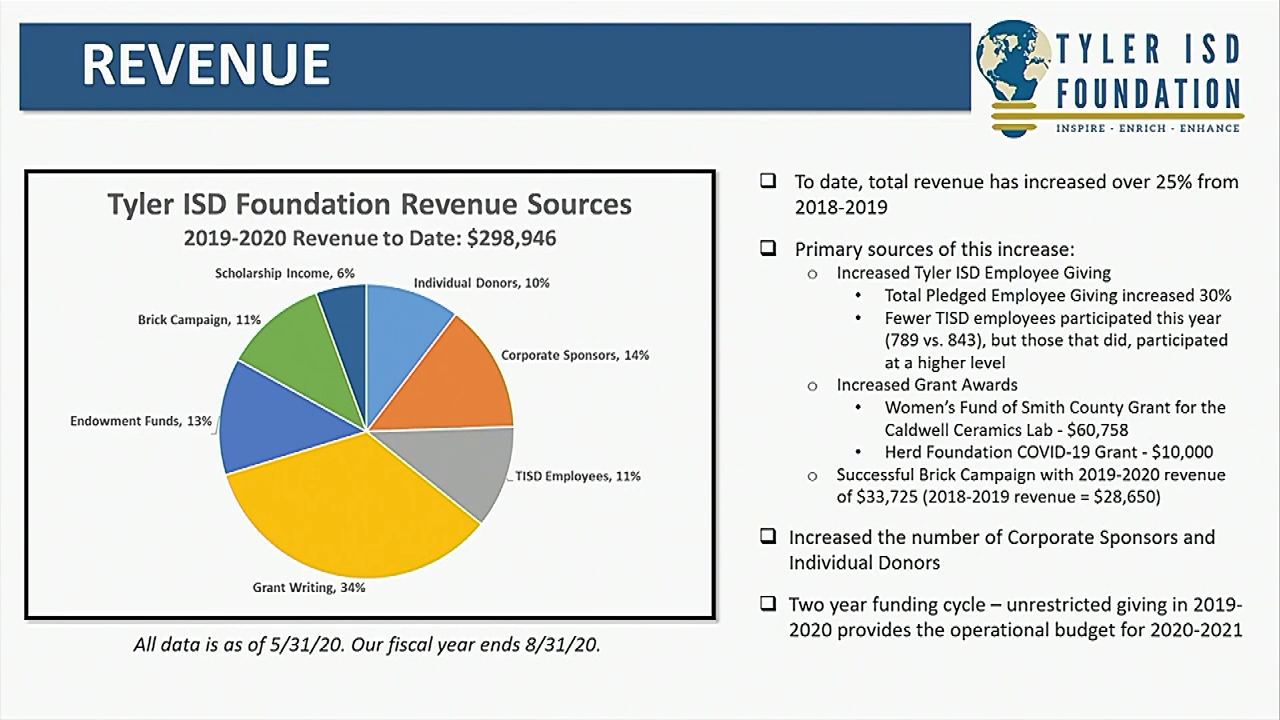 REVENUE
TYLER ISD
FOUNDATION
INSPIRE - ENRICH - ENHANCE
Tyler ISD Foundation Revenue Sources
2019-2020 Revenue to Date: $298,946
Scholarship Income, 6%
Individual Donors, 10%
Brick Campaign, 11%
Corporate Sponsors, 14%
Endowment Funds, 13%
TISD Employees, 11%
Grant Writing, 34%
All data is as of 5/31/20. Our fiscal year ends 8/31/20.
To date, total revenue has increased over 25% from
2018-2019
Primary sources of this increase:
Increased Tyler ISD Employee Giving
Total Pledged Employee Giving increased 30%
Fewer TISD employees participated this year
(789 vs. 843), but those that did, participated
at a higher level
Increased Grant Awards
Women's Fund of Smith County Grant for the
Caldwell Ceramics Lab - $60,758
Herd Foundation COVID-19 Grant - $10,000
Successful Brick Campaign with 2019-2020 revenue
of $33,725 (2018-2019 revenue = $28,650)
Increased the number of Corporate Sponsors and
Individual Donors
Two year funding cycle – unrestricted giving in 2019-
2020 provides the operational budget for 2020-2021